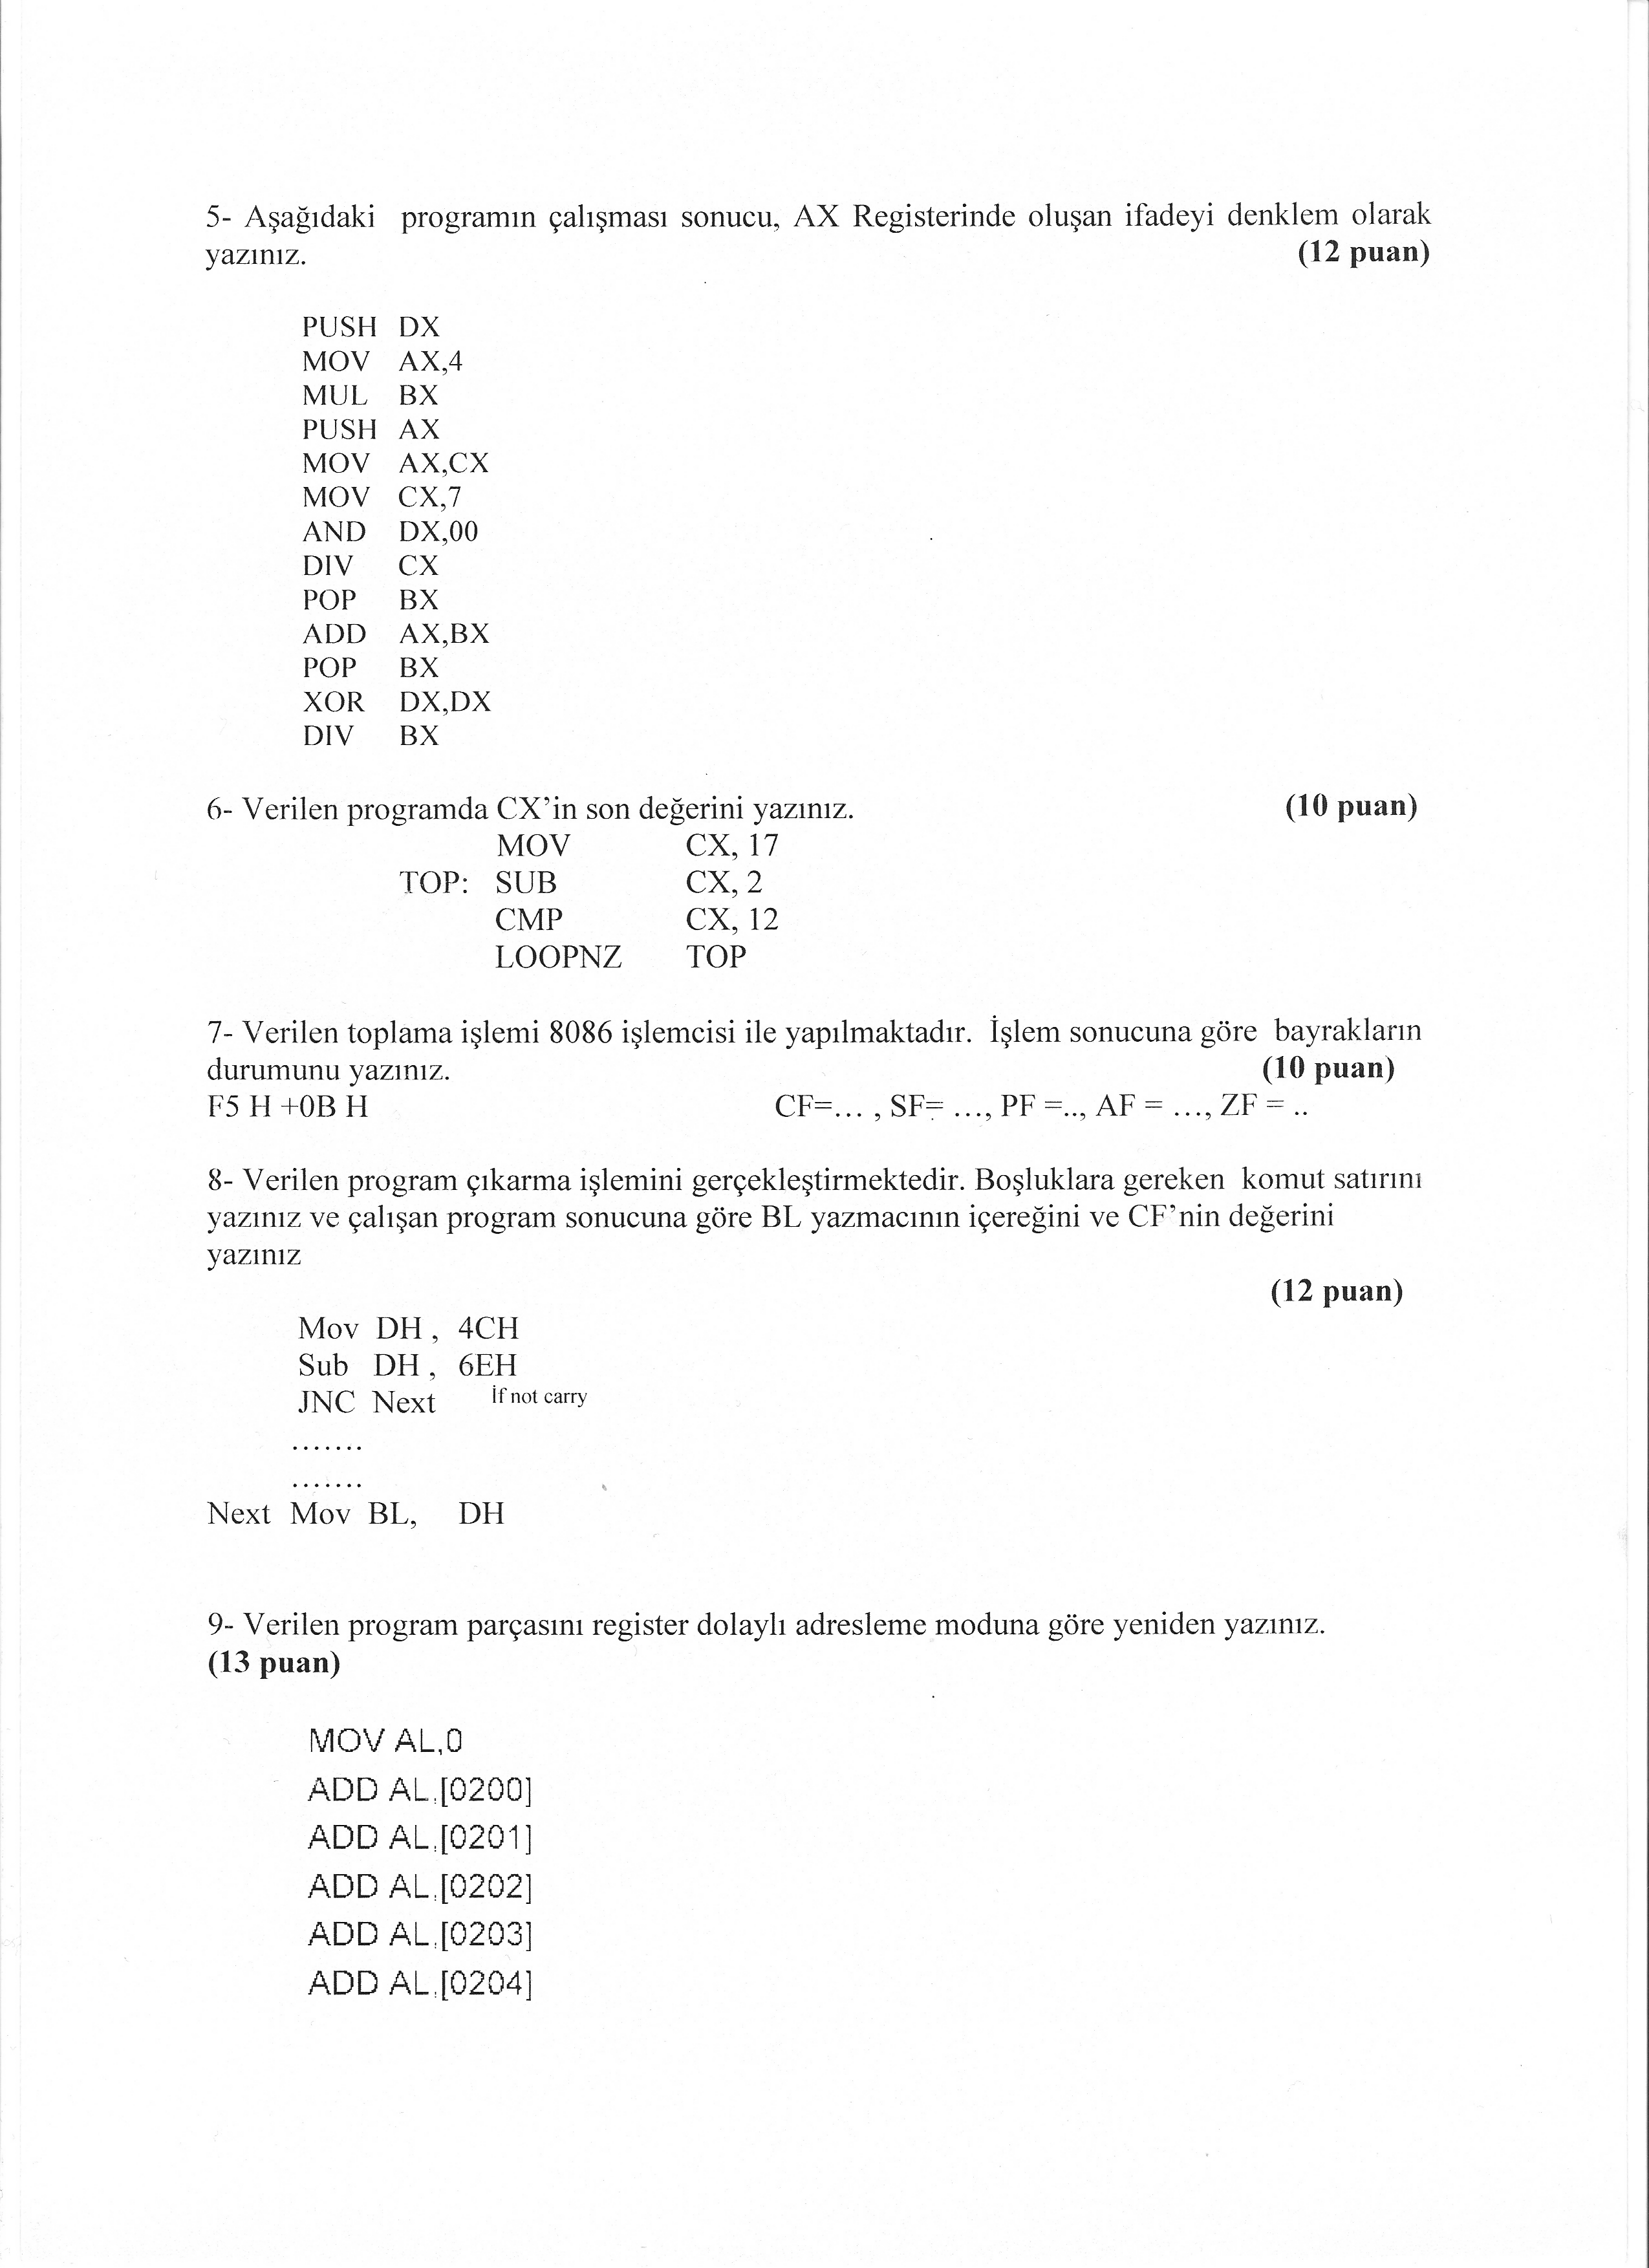 5- Aşağıdaki programın çalışması sonucu, AX Registerinde oluşan ifadeyi denklem olarak
yazınız. (12 puan)
PUSH DX
MOV AX,4
MUL BX
PUSH AX
MOV AX,CX
MOV CX,7
AND DX,00
DIV CX
POP BX
ADD AX,BX
POP BX
XOR DX,DX
DIV BX
6- Verilen programda CX'in son değerini yazınız. (10 puan)
MOV CX, 17
TOP: SUB CX, 2
CMP CX, 12
LOOPNZ TOP
7- Verilen toplama işlemi 8086 işlemcisi ile yapılmaktadır. İşlem sonucuna göre bayrakların
durumunu yazınız. (10 puan)
F5 H +0B H CF=... , SF= ..., PF =.., AF = ..., ZF = ..
8- Verilen program çıkarma işlemini gerçekleştirmektedir. Boşluklara gereken komut satırını
yazınız ve çalışan program sonucuna göre BL yazmacının içereğini ve CF'nin değerini
yazınız
(12 puan)
Mov DH , 4CH
Sub DH , 6EH
JNC Next İf not carry
.......
.......
Next Mov BL, DH
9- Verilen program parçasını register dolaylı adresleme moduna göre yeniden yazınız.
(13 puan)
MOV AL,0
ADD AL,[0200]
ADD AL,[0201]
ADD AL,[0202]
ADD AL,[0203]
ADD AL,[0204]